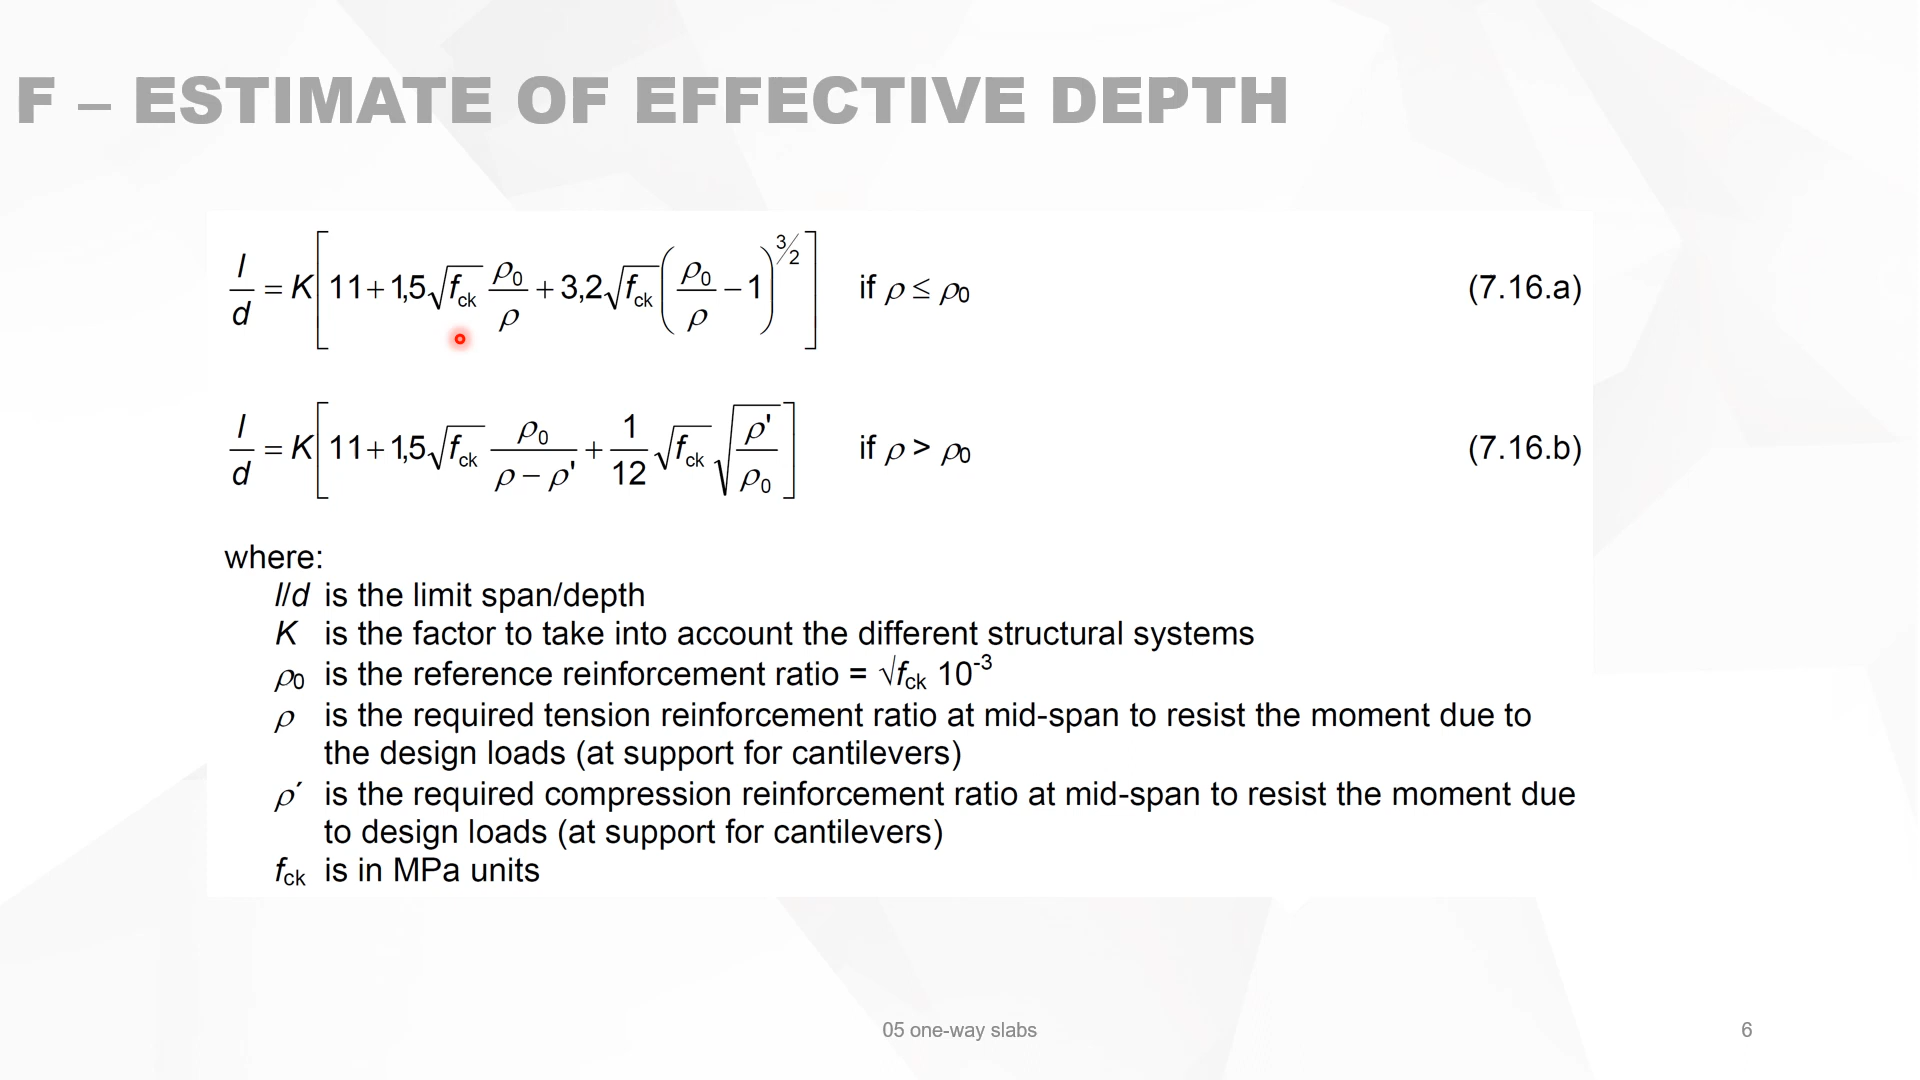 F – ESTIMATE OF EFFECTIVE DEPTH
l/d = K[11 + 1,5√fck ρ0/ρ + 3,2√fck (ρ0/ρ − 1)^3/2] if ρ ≤ ρ0 (7.16.a)
l/d = K[11 + 1,5√fck ρ0/(ρ − ρ') + 1/12 √fck √(ρ'/ρ0)] if ρ > ρ0 (7.16.b)
where:
l/d is the limit span/depth
K is the factor to take into account the different structural systems
ρ0 is the reference reinforcement ratio = √fck 10^-3
ρ is the required tension reinforcement ratio at mid-span to resist the moment due to
the design loads (at support for cantilevers)
ρ´ is the required compression reinforcement ratio at mid-span to resist the moment due
to design loads (at support for cantilevers)
fck is in MPa units
05 one-way slabs
6